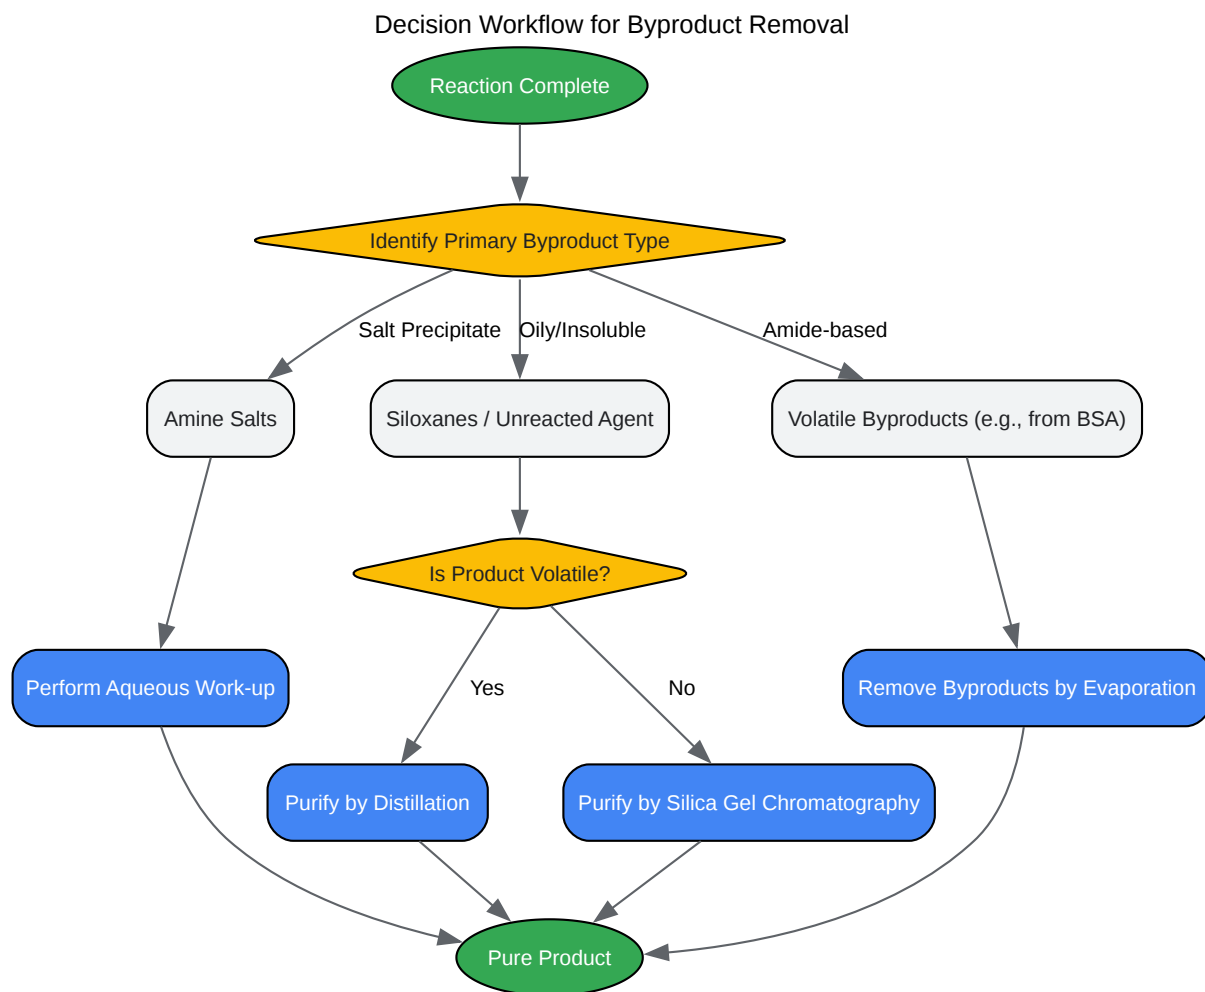 Decision Workflow for Byproduct Removal
Reaction Complete
Identify Primary Byproduct Type
Salt Precipitate
Oily/Insoluble
Amide-based
Amine Salts
Siloxanes / Unreacted Agent
Volatile Byproducts (e.g., from BSA)
Is Product Volatile?
Perform Aqueous Work-up
Yes
No
Remove Byproducts by Evaporation
Purify by Distillation
Purify by Silica Gel Chromatography
Pure Product